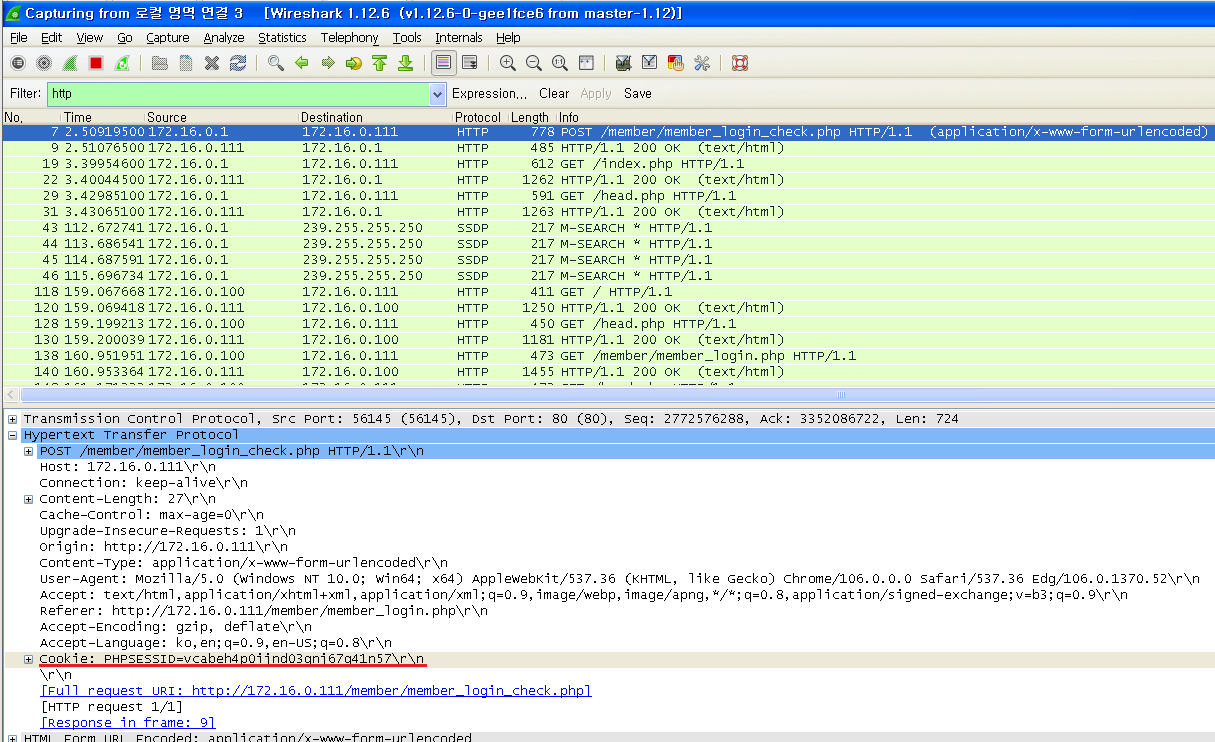 Capturing from 로컬 영역 연결 3 [Wireshark 1.12.6 (v1.12.6-0-gee1fce6 from master-1.12)]
File Edit View Go Capture Analyze Statistics Telephony Tools Internals Help
Filter: http Expression... Clear Apply Save
No. Time Source Destination Protocol Length Info
7 2.50919500 172.16.0.1 172.16.0.111 HTTP 778 POST /member/member_login_check.php HTTP/1.1 (application/x-www-form-urlencoded)
9 2.51076500 172.16.0.111 172.16.0.1 HTTP 485 HTTP/1.1 200 OK (text/html)
19 3.39954600 172.16.0.1 172.16.0.111 HTTP 612 GET /index.php HTTP/1.1
22 3.40044500 172.16.0.111 172.16.0.1 HTTP 1262 HTTP/1.1 200 OK (text/html)
29 3.42985100 172.16.0.1 172.16.0.111 HTTP 591 GET /head.php HTTP/1.1
31 3.43065100 172.16.0.111 172.16.0.1 HTTP 1263 HTTP/1.1 200 OK (text/html)
43 112.672741 172.16.0.1 239.255.255.250 SSDP 217 M-SEARCH * HTTP/1.1
44 113.686541 172.16.0.1 239.255.255.250 SSDP 217 M-SEARCH * HTTP/1.1
45 114.687591 172.16.0.1 239.255.255.250 SSDP 217 M-SEARCH * HTTP/1.1
46 115.696734 172.16.0.1 239.255.255.250 SSDP 217 M-SEARCH * HTTP/1.1
118 159.067668 172.16.0.100 172.16.0.111 HTTP 411 GET / HTTP/1.1
120 159.069418 172.16.0.111 172.16.0.100 HTTP 1250 HTTP/1.1 200 OK (text/html)
128 159.199213 172.16.0.100 172.16.0.111 HTTP 450 GET /head.php HTTP/1.1
130 159.200039 172.16.0.111 172.16.0.100 HTTP 1181 HTTP/1.1 200 OK (text/html)
138 160.951951 172.16.0.100 172.16.0.111 HTTP 473 GET /member/member_login.php HTTP/1.1
140 160.953364 172.16.0.111 172.16.0.100 HTTP 1455 HTTP/1.1 200 OK (text/html)
Transmission Control Protocol, Src Port: 56145 (56145), Dst Port: 80 (80), Seq: 2772576288, Ack: 3352086722, Len: 724
Hypertext Transfer Protocol
POST /member/member_login_check.php HTTP/1.1\r\n
Host: 172.16.0.111\r\n
Connection: keep-alive\r\n
Content-Length: 27\r\n
Cache-Control: max-age=0\r\n
Upgrade-Insecure-Requests: 1\r\n
Origin: http://172.16.0.111\r\n
Content-Type: application/x-www-form-urlencoded\r\n
User-Agent: Mozilla/5.0 (Windows NT 10.0; Win64; x64) AppleWebKit/537.36 (KHTML, like Gecko) Chrome/106.0.0.0 Safari/537.36 Edg/106.0.1370.52\r\n
Accept: text/html,application/xhtml+xml,application/xml;q=0.9,image/webp,image/apng,*/*;q=0.8,application/signed-exchange;v=b3;q=0.9\r\n
Referer: http://172.16.0.111/member/member_login.php\r\n
Accept-Encoding: gzip, deflate\r\n
Accept-Language: ko,en;q=0.9,en-US;q=0.8\r\n
Cookie: \r\n
\r\n
[Full request URI: http://172.16.0.111/member/member_login_check.php]
[HTTP request 1/1]
[Response in frame: 9]
HTML Form URL Encoded: application/x-www-form-urlencoded